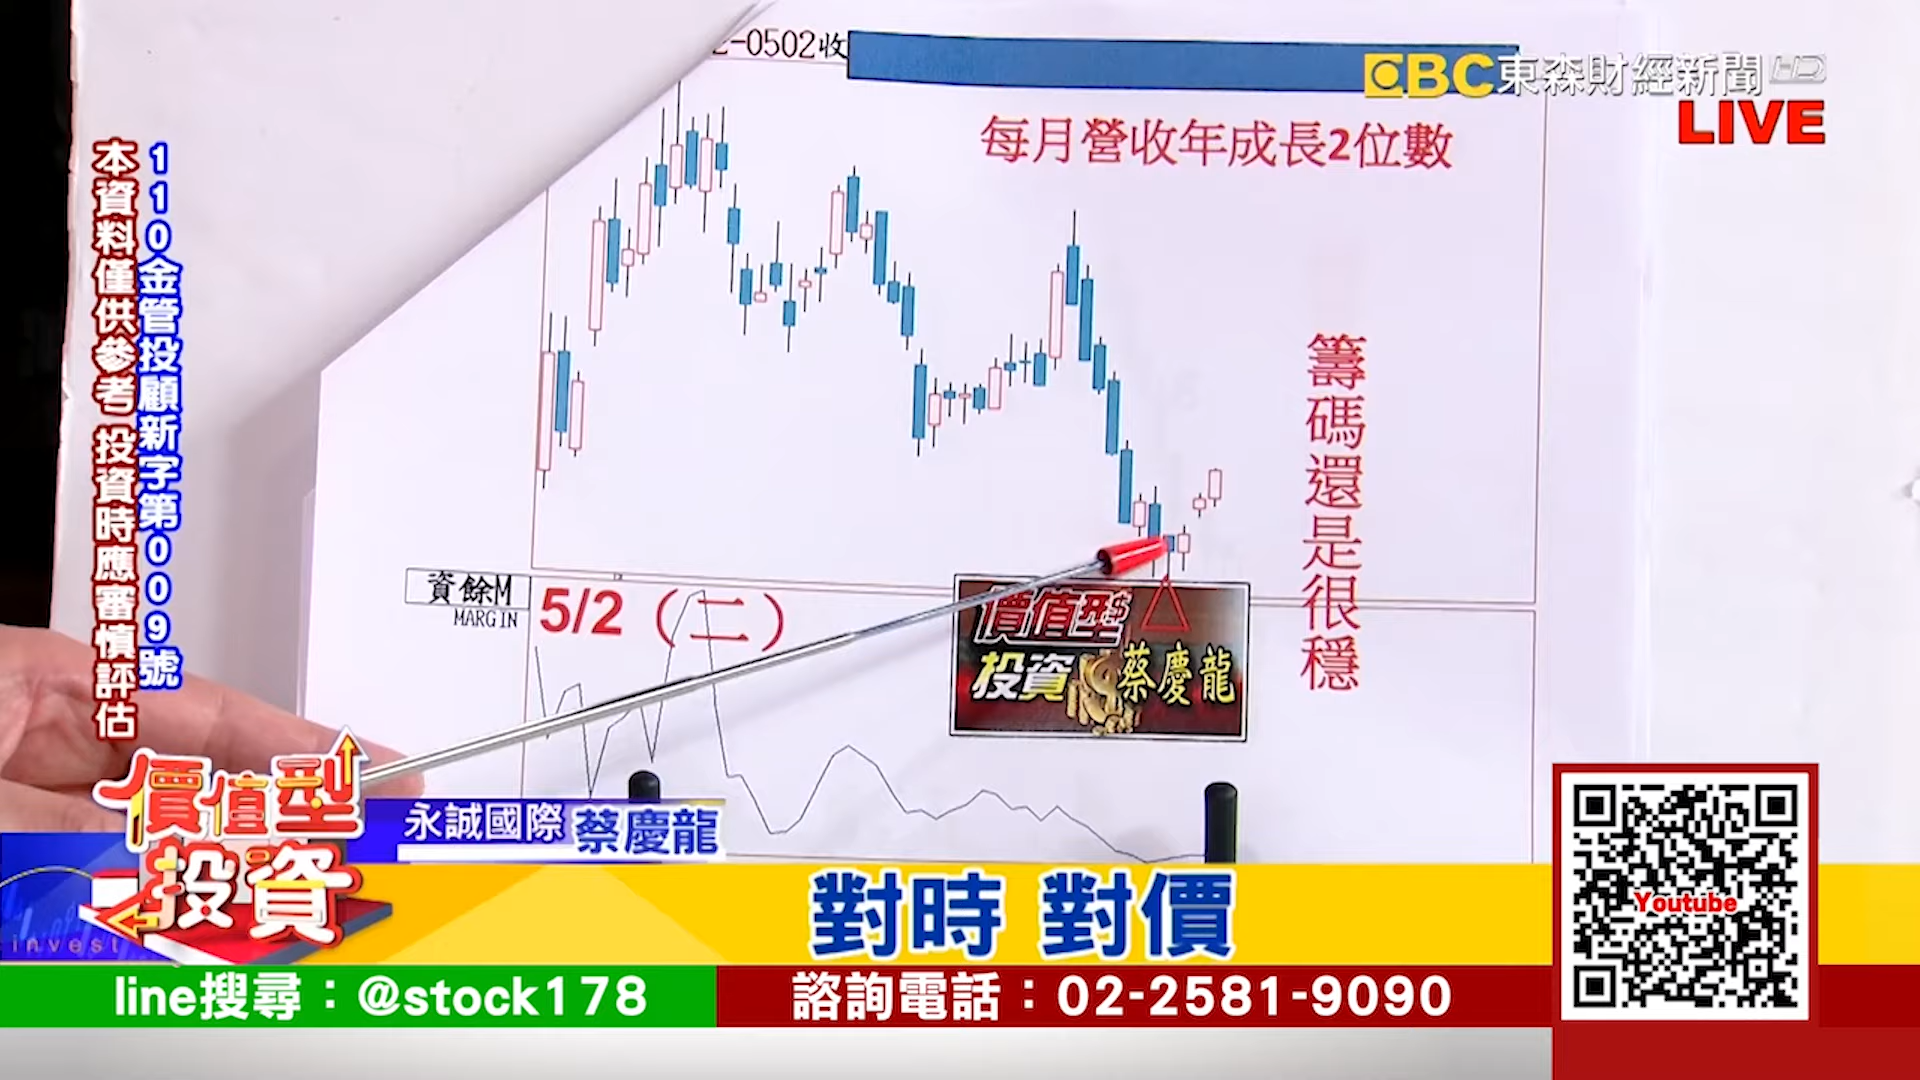 -0502收
EBC東森財經新聞HD
LIVE
每月營收年成長2位數
籌碼還是很穩
110金管投顧新字第009號
本資料僅供參考 投資時應審慎評估
資餘M
MARGIN
5/2（二）
價值型$
投資 蔡慶龍
價值型
投資
invest
永誠國際 蔡慶龍
對時 對價
Youtube
line搜尋：@stock178
諮詢電話：02-2581-9090